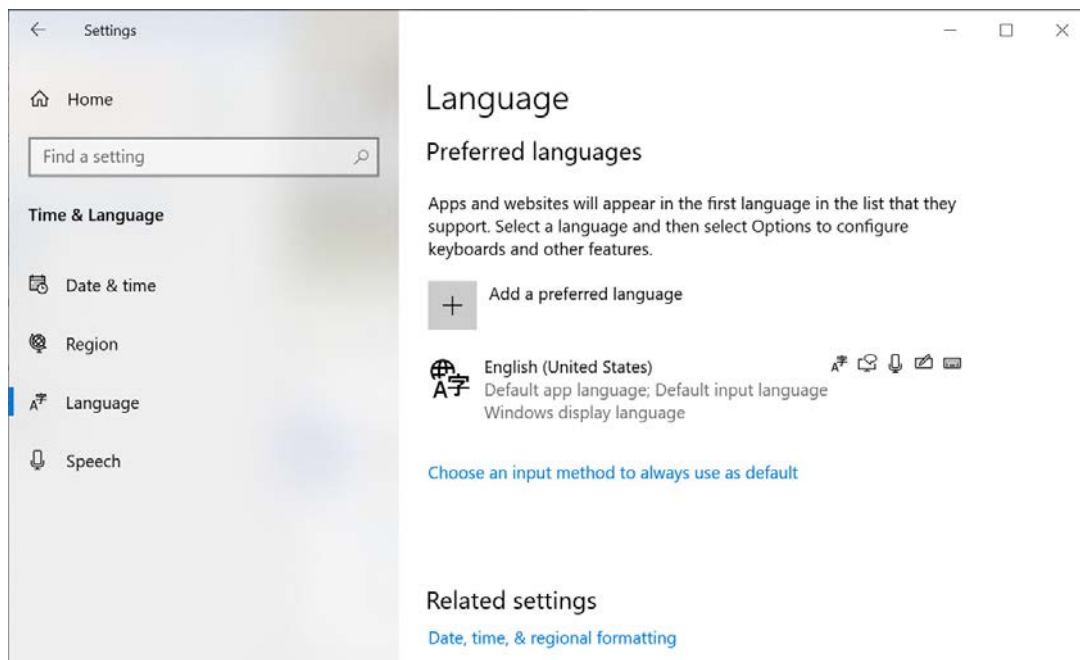 Settings
Home
Find a setting
Time & Language
Date & time
Region
Language
Speech
Language
Preferred languages
Apps and websites will appear in the first language in the list that they
support. Select a language and then select Options to configure
keyboards and other features.
Add a preferred language
English (United States)
Default app language; Default input language
Windows display language
Choose an input method to always use as default
Related settings
Date, time, & regional formatting